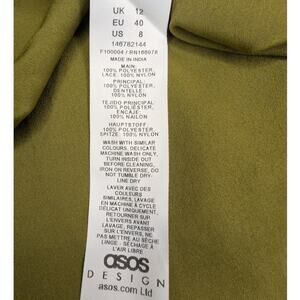 UK 12
EU 40
US 8
146782144
F100004 / RN166078
MADE IN INDIA
MAIN:
100% POLYESTER,
LACE: 100% NYLON
PRINCIPAL:
100% POLYESTER,
DENTELLE:
100% NYLON
TEJIDO PRINCIPAL:
100% POLIÉSTER,
ENCAJE:
100% NAILON
HAUPTSTOFF:
100% POLYESTER,
SPITZE: 100% NYLON
WASH WITH SIMILAR
COLOURS, DELICATE
MACHINE WASH ONLY,
TURN INSIDE OUT
BEFORE CLEANING,
IRON ON REVERSE, DO
NOT TUMBLE DRY-
LINE DRY
LAVER AVEC DES
COULEURS
SIMILAIRES, LAVAGE
EN MACHINE À CYCLE
DÉLICAT UNIQUEMENT,
RETOURNER SUR
L'ENVERS AVANT
LAVAGE, REPASSER
SUR L'ENVERS, NE
PAS METTRE AU SÈCHE
LINGE - SÉCHAGE À
L'AIR LIBRE
asos
DESIGN
asos.com Ltd